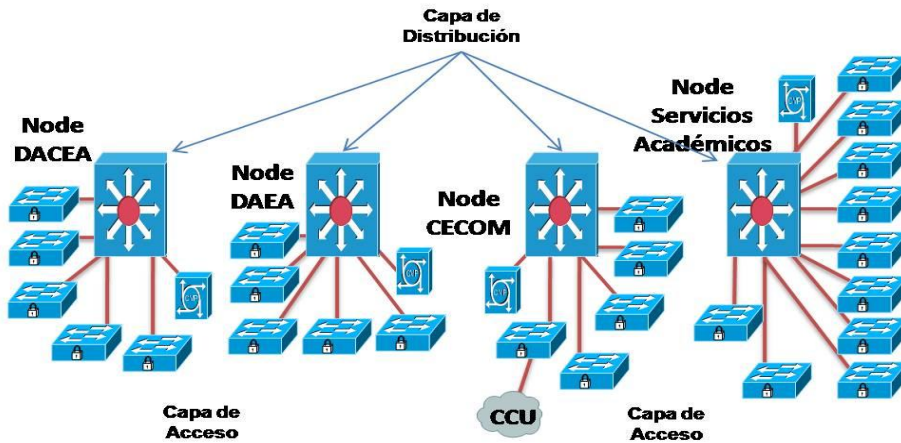 Capa de
Distribución
Node
DACEA
Node
DAEA
Node
CECOM
Node
Servicios
Académicos
CCU
Capa de
Acceso
Capa de
Acceso